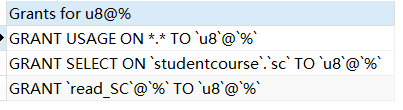 Grants for u8@%
GRANT USAGE ON *.* TO `u8`@`%`
GRANT SELECT ON `studentcourse`.`sc` TO `u8`@`%`
GRANT `read_SC`@`%` TO `u8`@`%`